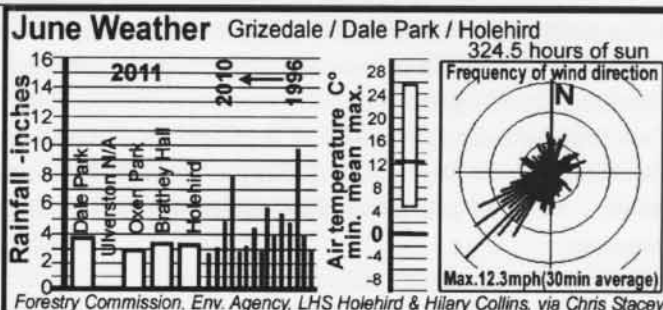 June Weather Grizedale / Dale Park / Holehird
324.5 hours of sun
Rainfall -inches
16
14
12
10
8
6
4
2
0
2011
2010
1996
Dale Park
Ulverston N/A
Oxen Park
Brathey Hall
Holehird
Air temperature C°
min. mean max.
28
24
20
16
12
8
4
0
-4
-8
Frequency of wind direction
N
Max.12.3mph(30min average)
Forestry Commission, Env. Agency, LHS Holehird & Hilary Collins, via Chris Stacey